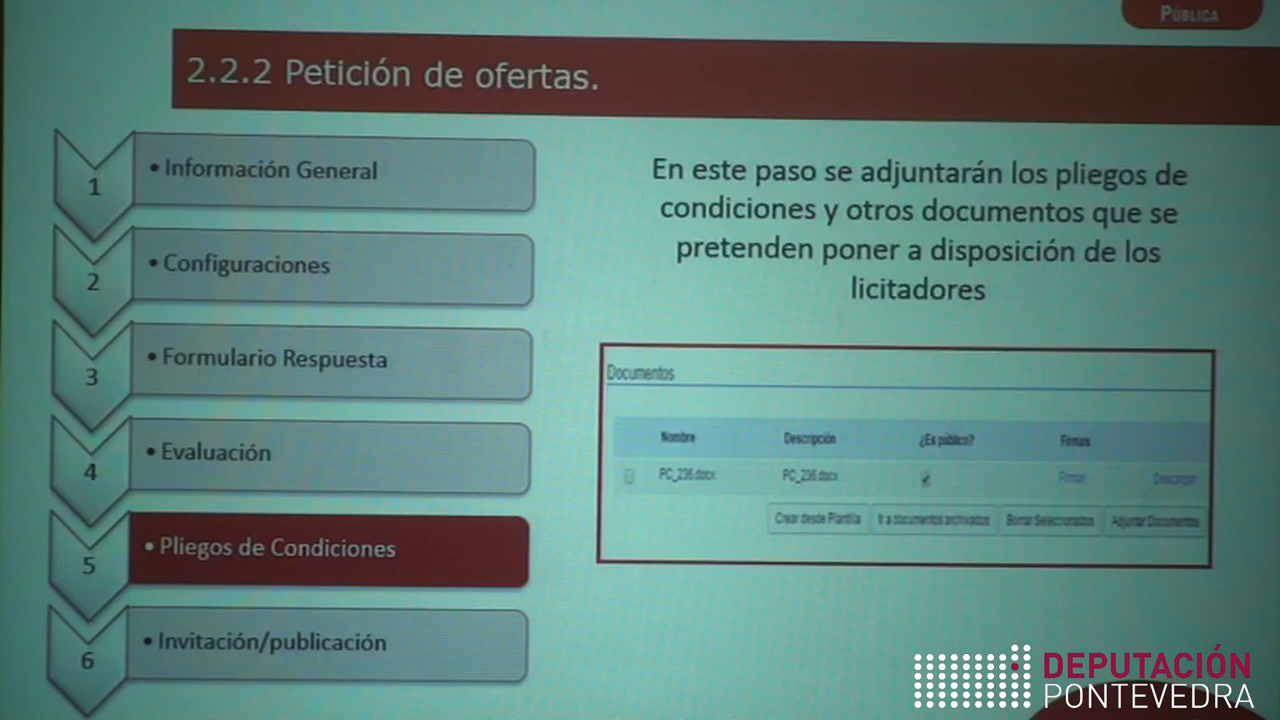 PÚBLICA
2.2.2 Petición de ofertas.
1
• Información General
2
• Configuraciones
3
• Formulario Respuesta
4
• Evaluación
5
• Pliegos de Condiciones
6
• Invitación/publicación
En este paso se adjuntarán los pliegos de
condiciones y otros documentos que se
pretenden poner a disposición de los
licitadores
Documentos
Nombre Descripción ¿Es público? Firmas
PC_236.docx PC_236.docx Firmar Descargar
Crear desde Plantilla Ir a documentos archivados Borrar Seleccionados Adjuntar Documentos
DEPUTACIÓN
PONTEVEDRA